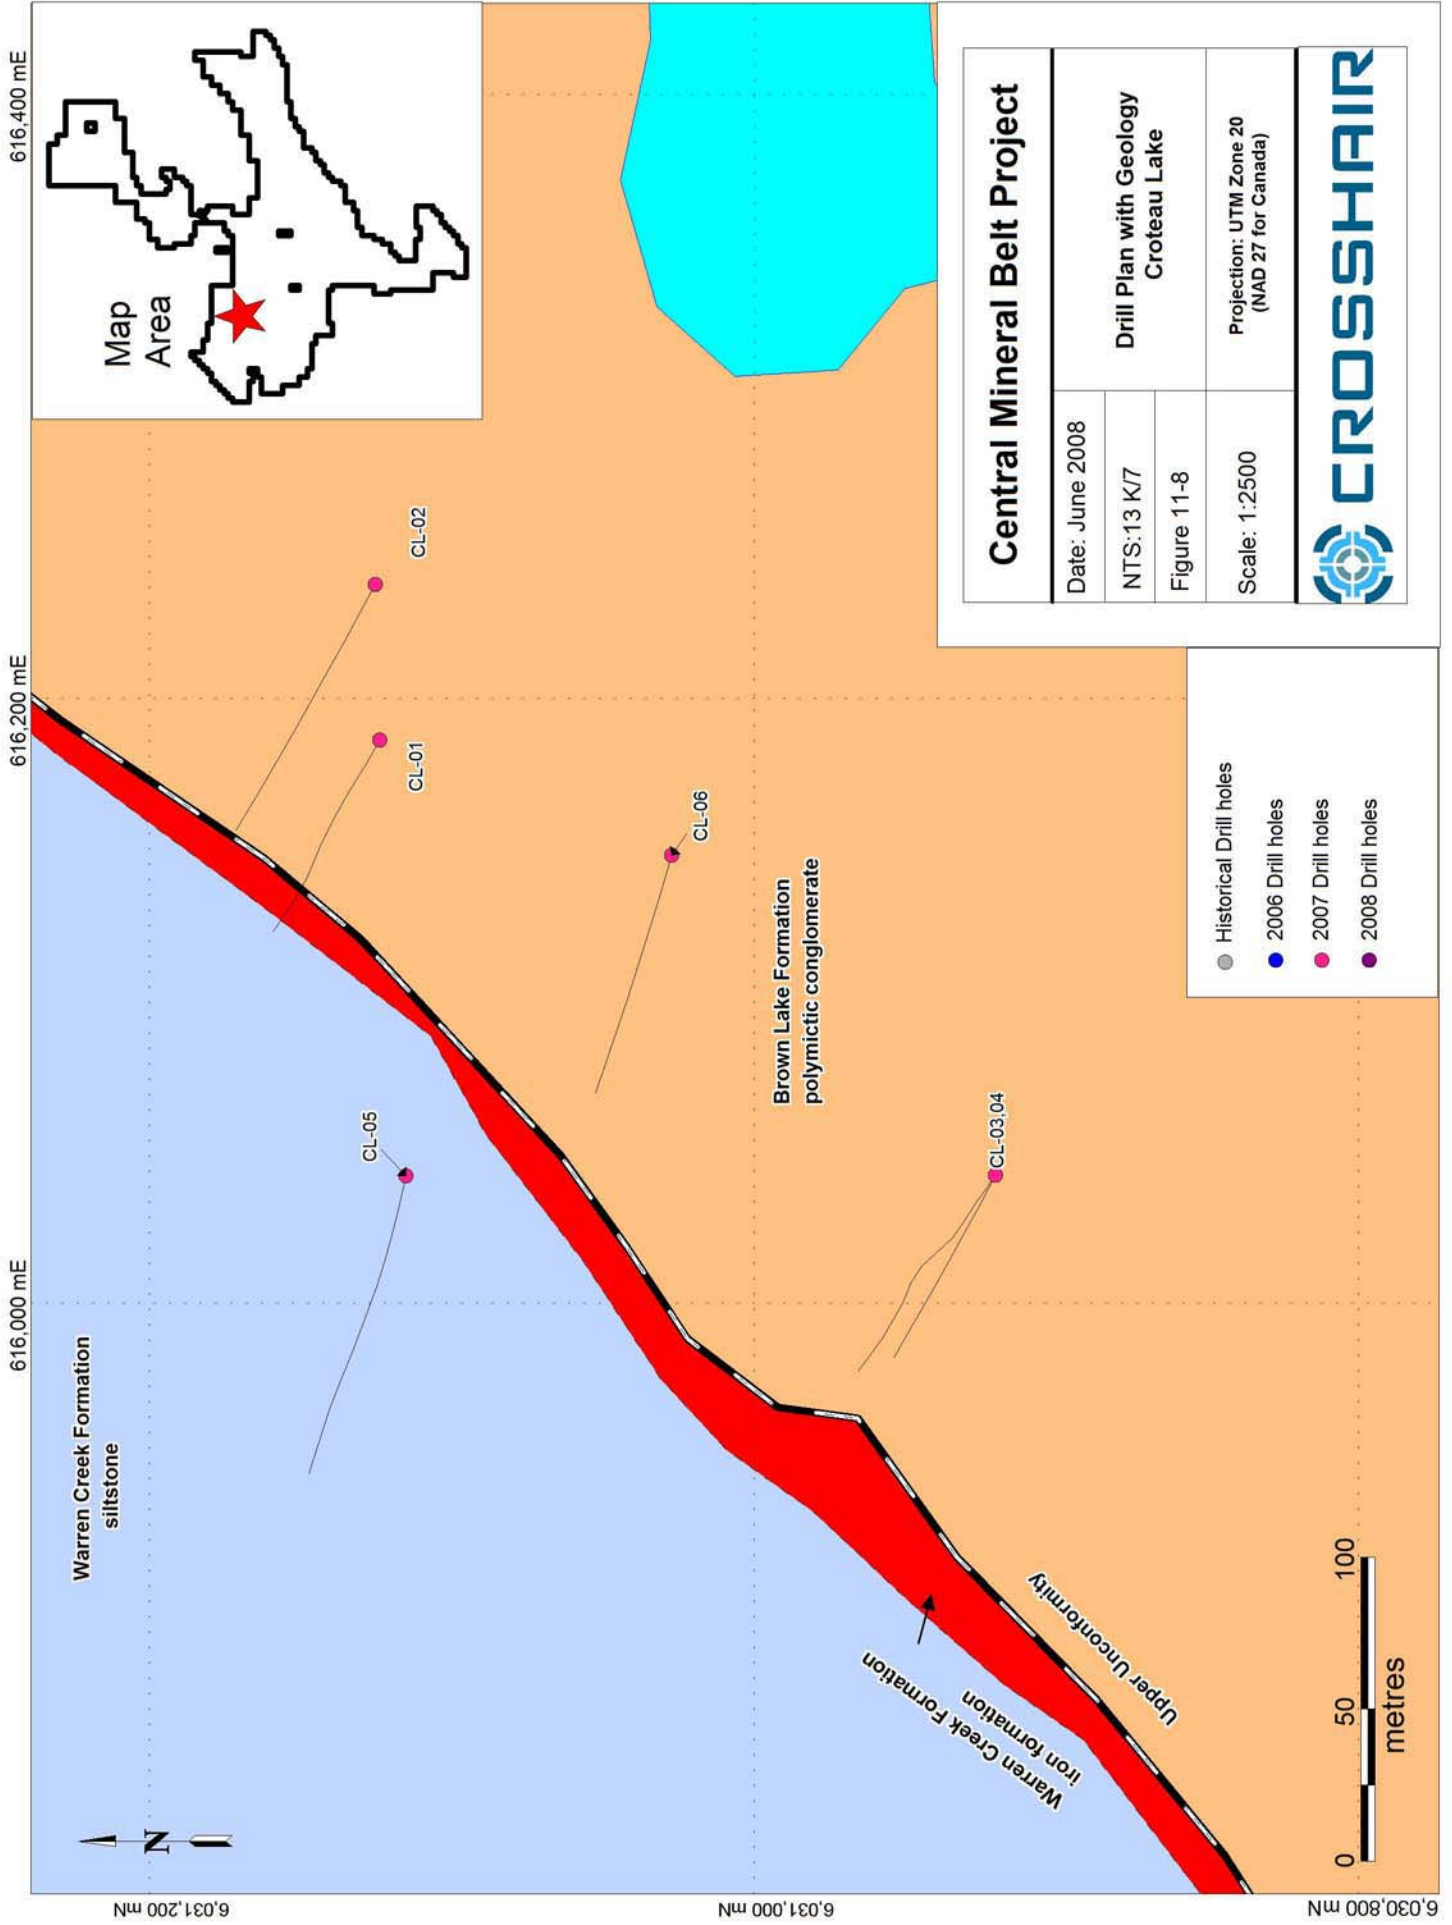 616,000 mE
616,200 mE
616,400 mE
6,031,200 mN
6,031,000 mN
6,030,800 mN
N
Warren Creek Formation
siltstone
Map
Area
CL-05
CL-01
CL-02
CL-06
CL-03,04
Brown Lake Formation
polymictic conglomerate
Warren Creek Formation
iron formation
Upper Unconformity
0
50
100
metres
Historical Drill holes
2006 Drill holes
2007 Drill holes
2008 Drill holes
Central Mineral Belt Project
Date: June 2008
NTS:13 K/7
Figure 11-8
Drill Plan with Geology
Croteau Lake
Scale: 1:2500
Projection: UTM Zone 20
(NAD 27 for Canada)
CROSSHAIR